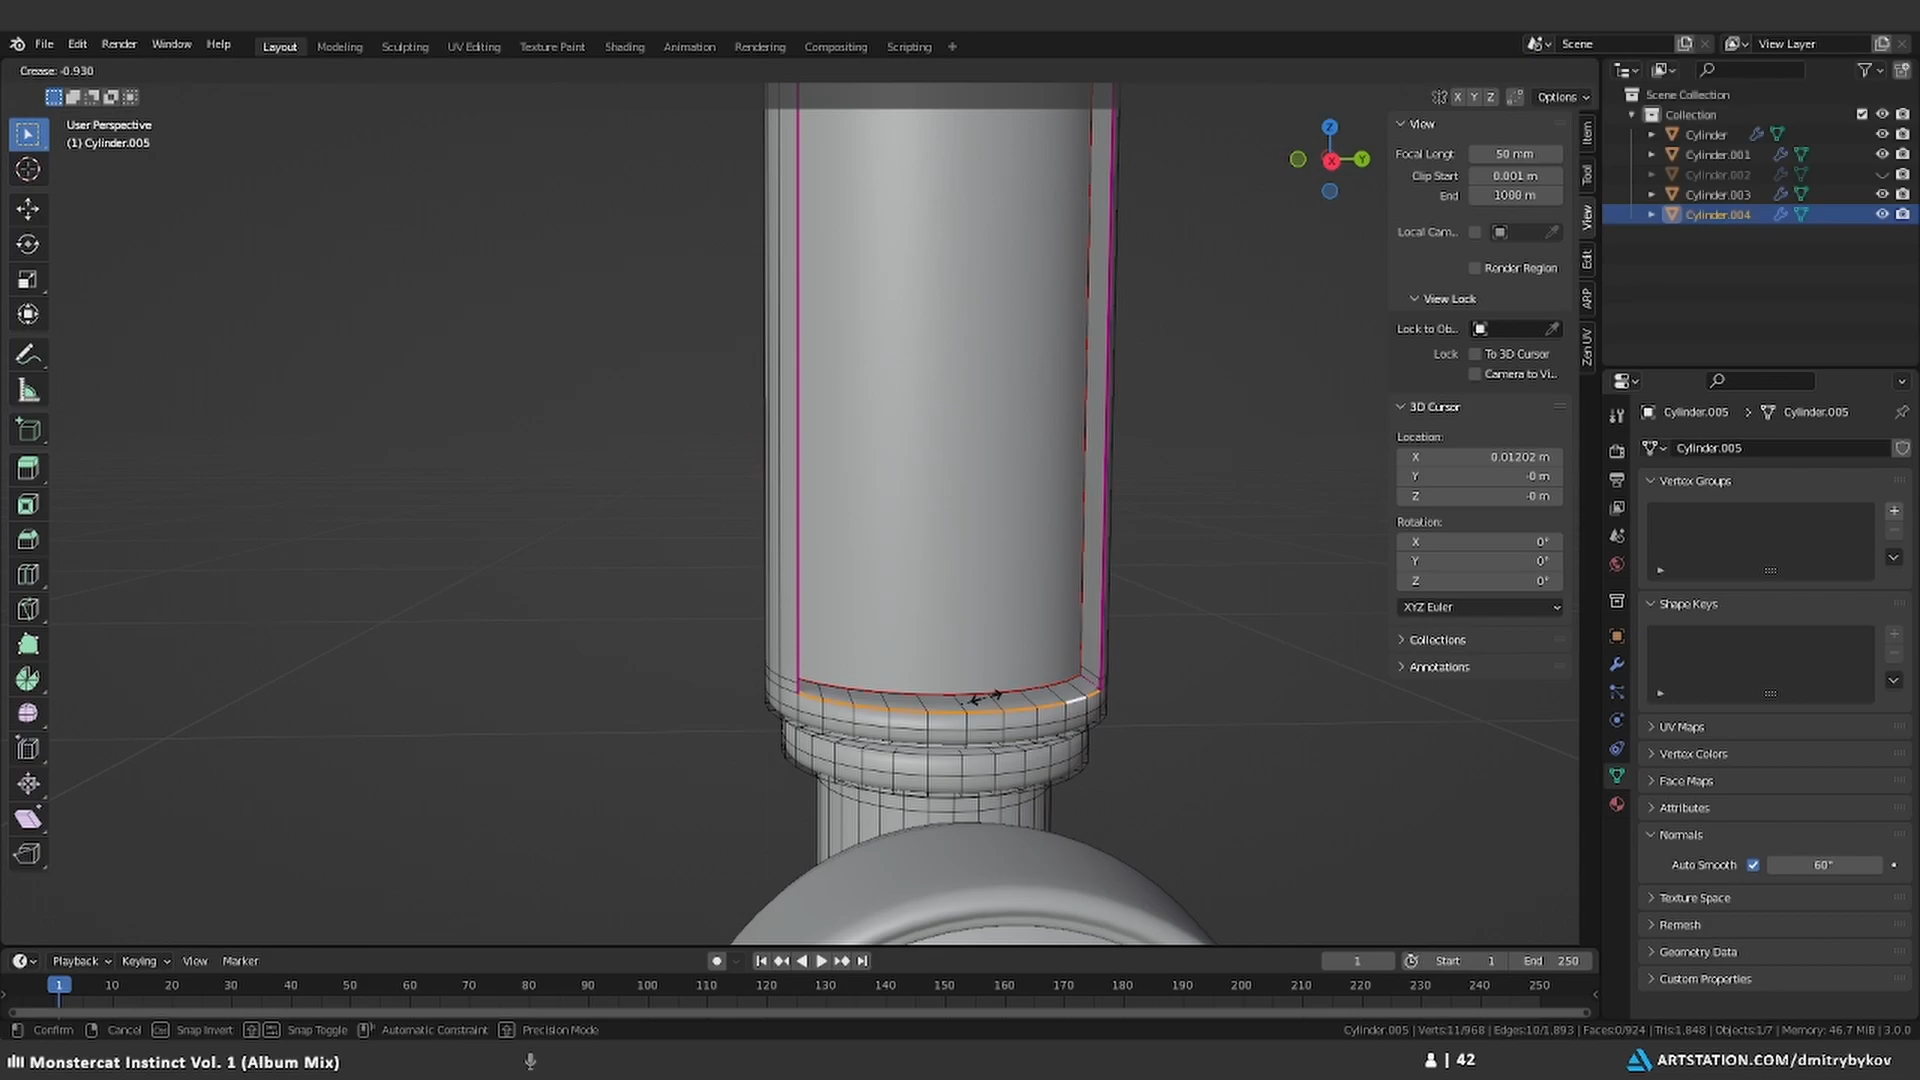 File Edit Render Window Help Layout Modeling Sculpting UV Editing Texture Paint Shading Animation Rendering Compositing Scripting + Scene View Layer
Crease: -0.930
X Y Z Options
User Perspective
(1) Cylinder.005
Z
X
Y
View
Focal Lengt 50 mm
Clip Start 0.001 m
End 1000 m
Local Cam...
Render Region
View Lock
Lock to Ob...
Lock To 3D Cursor
Camera to Vi...
3D Cursor
Location:
X 0.01202 m
Y -0 m
Z -0 m
Rotation:
X 0°
Y 0°
Z 0°
XYZ Euler
Collections
Annotations
Item
Tool
View
Edit
ARP
Zen UV
Scene Collection
Collection
Cylinder
Cylinder.001
Cylinder.002
Cylinder.003
Cylinder.004
Cylinder.005 > Cylinder.005
Cylinder.005
Vertex Groups
Shape Keys
UV Maps
Vertex Colors
Face Maps
Attributes
Normals
Auto Smooth 60°
Texture Space
Remesh
Geometry Data
Custom Properties
Playback Keying View Marker 1 Start 1 End 250
1 10 20 30 40 50 60 70 80 90 100 110 120 130 140 150 160 170 180 190 200 210 220 230 240 250
Confirm Cancel Ctrl Snap Invert Snap Toggle Automatic Constraint Precision Mode Cylinder.005 | Verts:11/968 | Edges:10/1,893 | Faces:0/924 | Tris:1,848 | Objects:1/7 | Memory: 46.7 MiB | 3.0.0
Monstercat Instinct Vol. 1 (Album Mix) | 42 ARTSTATION.COM/dmitrybykov